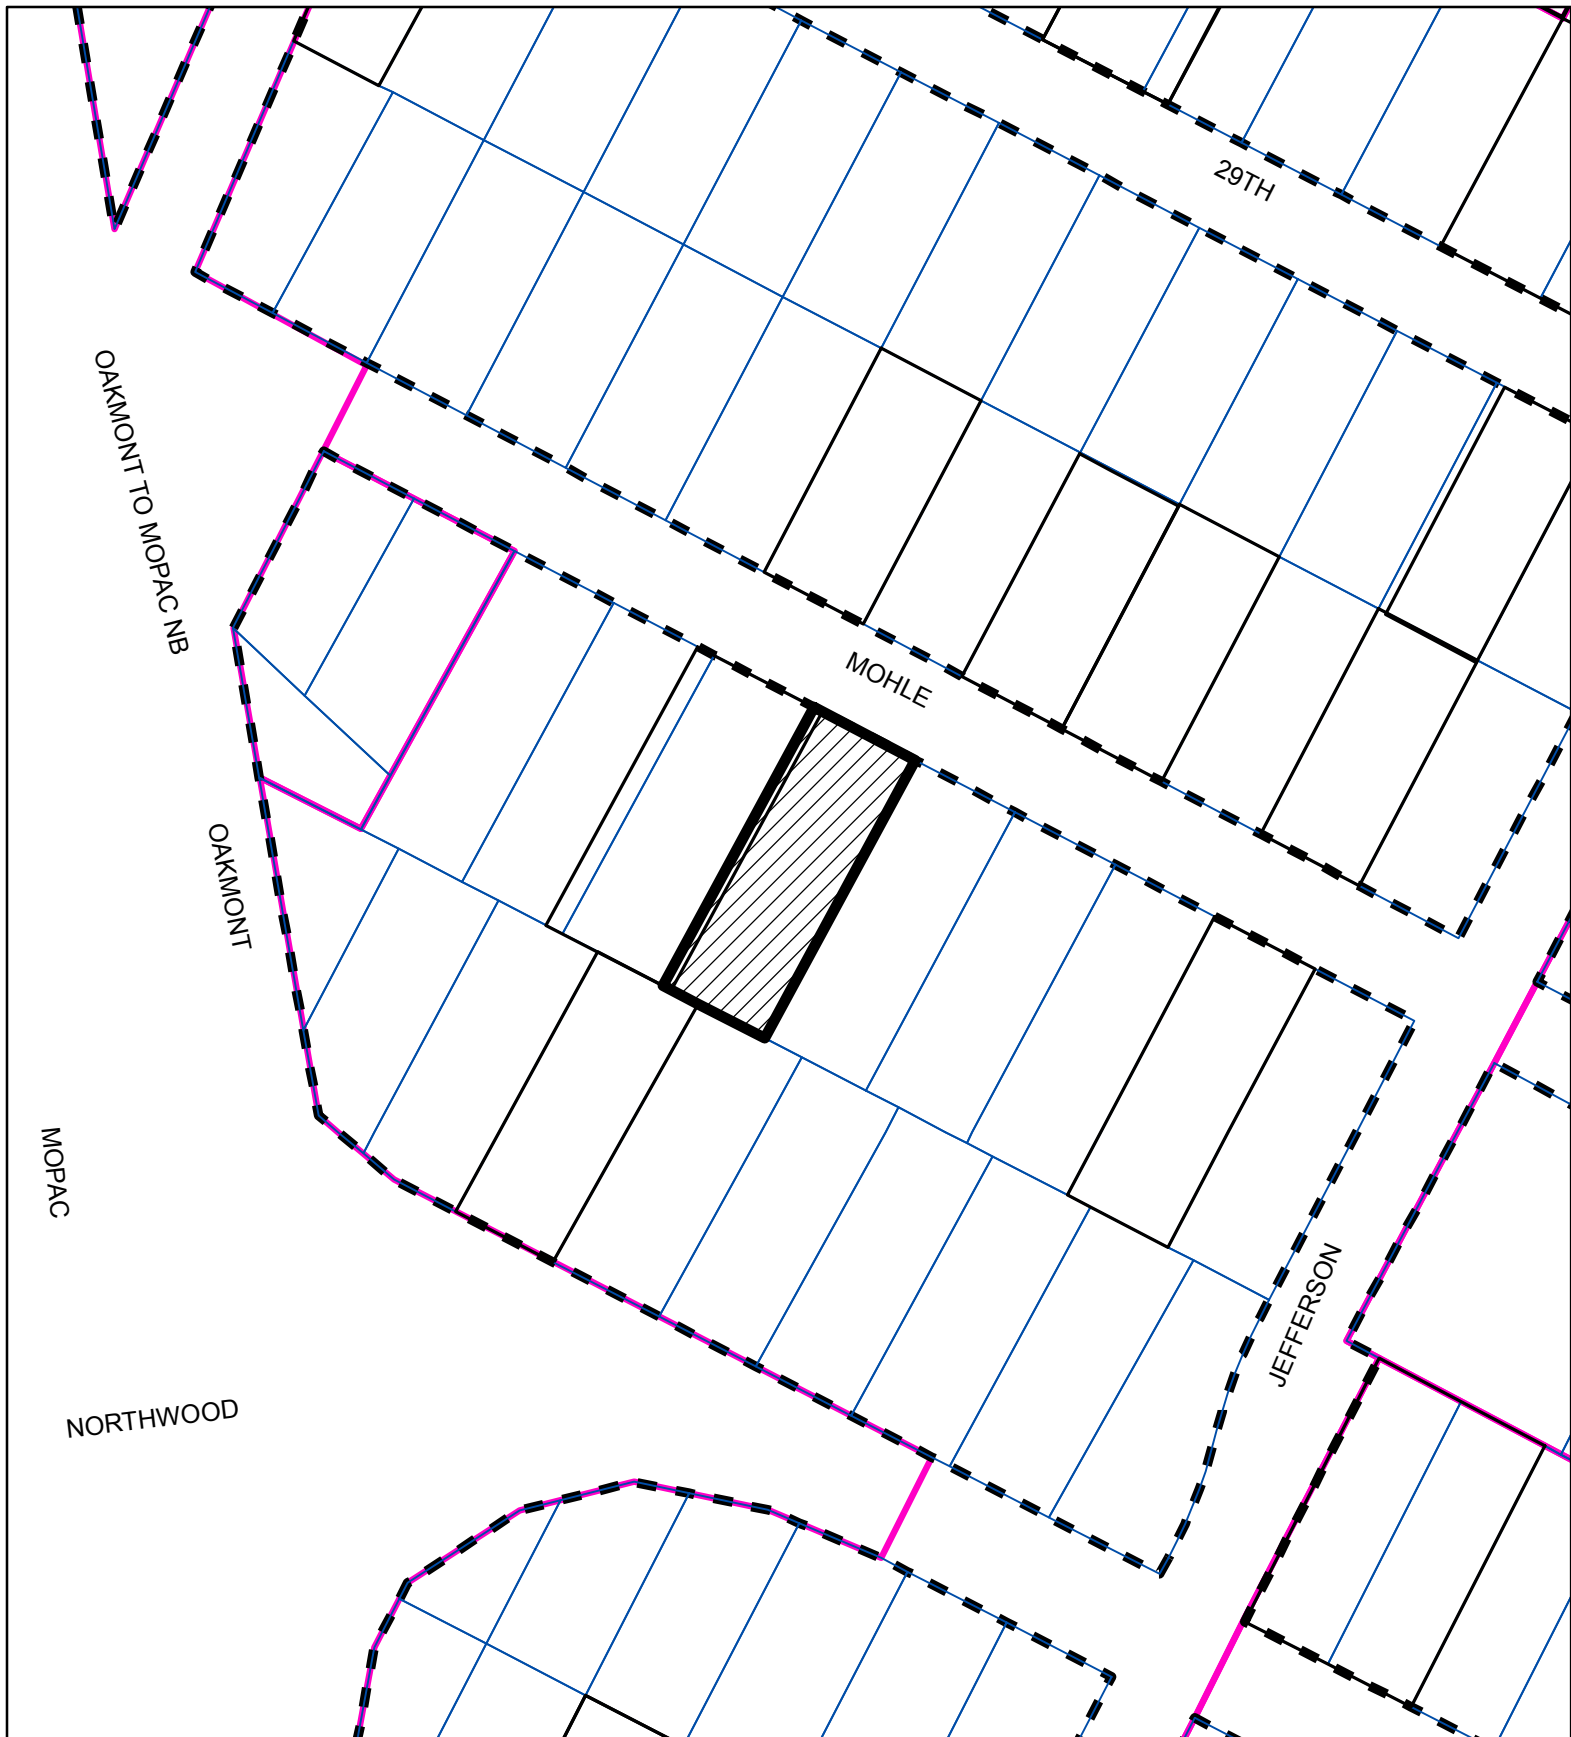 29TH
OAKMONT TO MOPAC NB
MOHLE
OAKMONT
MOPAC
JEFFERSON
NORTHWOOD